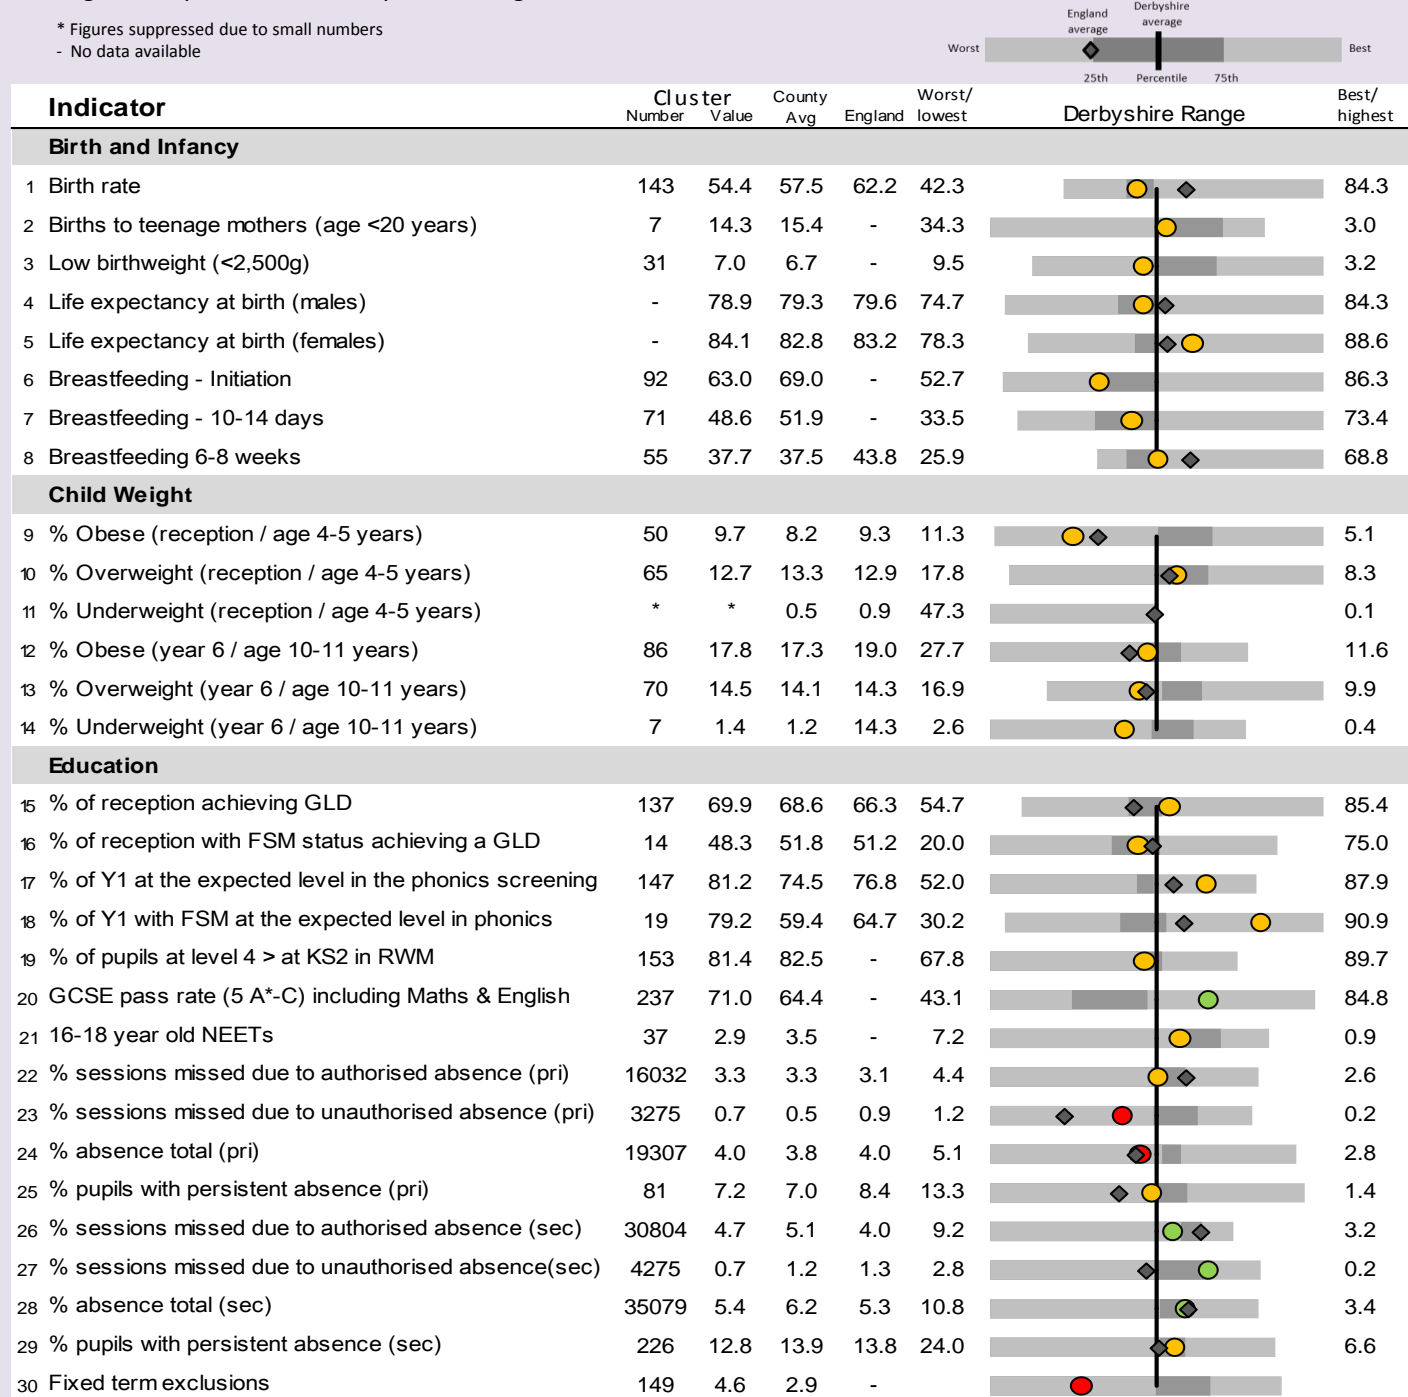 * Figures suppressed due to small numbers
- No data available
England average
Derbyshire average
Worst
Best
25th Percentile 75th
Indicator Cluster Number Value County Avg England Worst/ lowest Derbyshire Range Best/ highest
Birth and Infancy
1 Birth rate 143 54.4 57.5 62.2 42.3 84.3
2 Births to teenage mothers (age <20 years) 7 14.3 15.4 - 34.3 3.0
3 Low birthweight (<2,500g) 31 7.0 6.7 - 9.5 3.2
4 Life expectancy at birth (males) - 78.9 79.3 79.6 74.7 84.3
5 Life expectancy at birth (females) - 84.1 82.8 83.2 78.3 88.6
6 Breastfeeding - Initiation 92 63.0 69.0 - 52.7 86.3
7 Breastfeeding - 10-14 days 71 48.6 51.9 - 33.5 73.4
8 Breastfeeding 6-8 weeks 55 37.7 37.5 43.8 25.9 68.8
Child Weight
9 % Obese (reception / age 4-5 years) 50 9.7 8.2 9.3 11.3 5.1
10 % Overweight (reception / age 4-5 years) 65 12.7 13.3 12.9 17.8 8.3
11 % Underweight (reception / age 4-5 years) * * 0.5 0.9 47.3 0.1
12 % Obese (year 6 / age 10-11 years) 86 17.8 17.3 19.0 27.7 11.6
13 % Overweight (year 6 / age 10-11 years) 70 14.5 14.1 14.3 16.9 9.9
14 % Underweight (year 6 / age 10-11 years) 7 1.4 1.2 14.3 2.6 0.4
Education
15 % of reception achieving GLD 137 69.9 68.6 66.3 54.7 85.4
16 % of reception with FSM status achieving a GLD 14 48.3 51.8 51.2 20.0 75.0
17 % of Y1 at the expected level in the phonics screening 147 81.2 74.5 76.8 52.0 87.9
18 % of Y1 with FSM at the expected level in phonics 19 79.2 59.4 64.7 30.2 90.9
19 % of pupils at level 4 > at KS2 in RWM 153 81.4 82.5 - 67.8 89.7
20 GCSE pass rate (5 A*-C) including Maths & English 237 71.0 64.4 - 43.1 84.8
21 16-18 year old NEETs 37 2.9 3.5 - 7.2 0.9
22 % sessions missed due to authorised absence (pri) 16032 3.3 3.3 3.1 4.4 2.6
23 % sessions missed due to unauthorised absence (pri) 3275 0.7 0.5 0.9 1.2 0.2
24 % absence total (pri) 19307 4.0 3.8 4.0 5.1 2.8
25 % pupils with persistent absence (pri) 81 7.2 7.0 8.4 13.3 1.4
26 % sessions missed due to authorised absence (sec) 30804 4.7 5.1 4.0 9.2 3.2
27 % sessions missed due to unauthorised absence(sec) 4275 0.7 1.2 1.3 2.8 0.2
28 % absence total (sec) 35079 5.4 6.2 5.3 10.8 3.4
29 % pupils with persistent absence (sec) 226 12.8 13.9 13.8 24.0 6.6
30 Fixed term exclusions 149 4.6 2.9 -